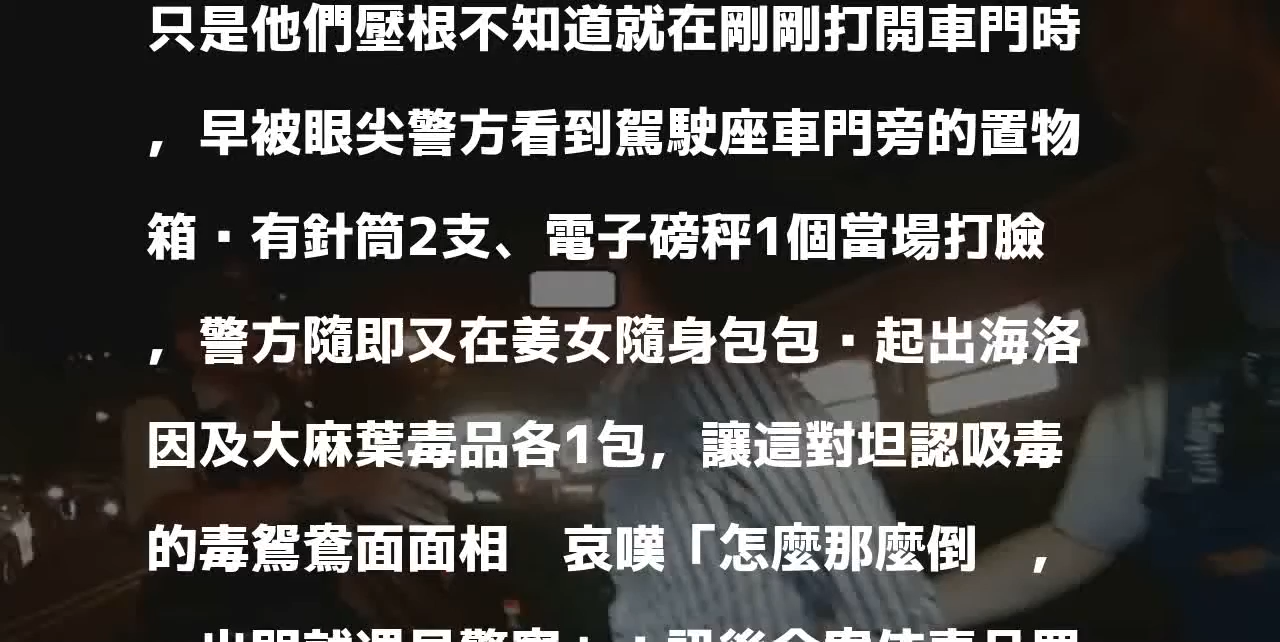 只是他們壓根不知道就在剛剛打開車門時
，早被眼尖警方看到駕駛座車門旁的置物
箱▪有針筒2支、電子磅秤1個當場打臉
，警方隨即又在姜女隨身包包▪起出海洛
因及大麻葉毒品各1包，讓這對坦認吸毒
的毒鴛鴦面面相　哀嘆「怎麼那麼倒　，